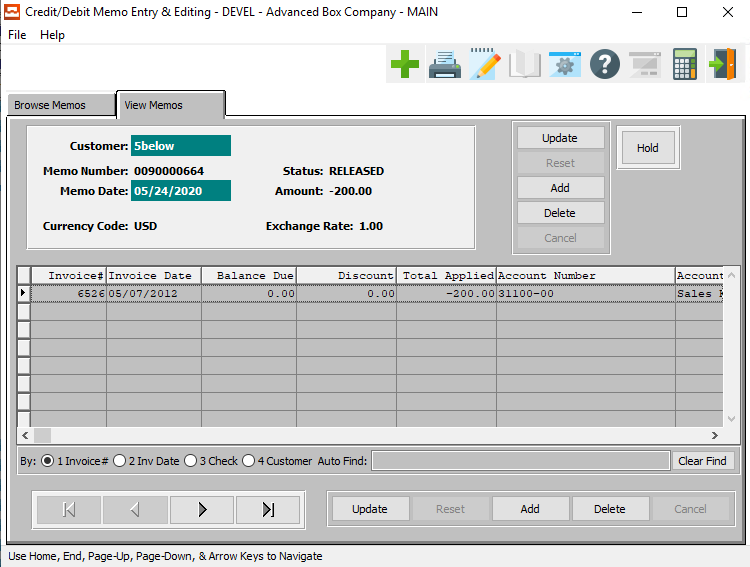 Credit/Debit Memo Entry & Editing - DEVEL - Advanced Box Company - MAIN
File Help
Browse Memos View Memos
Customer: 5below
Memo Number: 0090000664 Status: RELEASED
Memo Date: 05/24/2020 Amount: -200.00
Currency Code: USD Exchange Rate: 1.00
Update
Reset
Add
Delete
Cancel
Hold
Invoice# Invoice Date Balance Due Discount Total Applied Account Number Account
6526 05/07/2012 0.00 0.00 -200.00 31100-00 Sales
By: 1 Invoice# 2 Inv Date 3 Check 4 Customer Auto Find: Clear Find
Update Reset Add Delete Cancel
Use Home, End, Page-Up, Page-Down, & Arrow Keys to Navigate